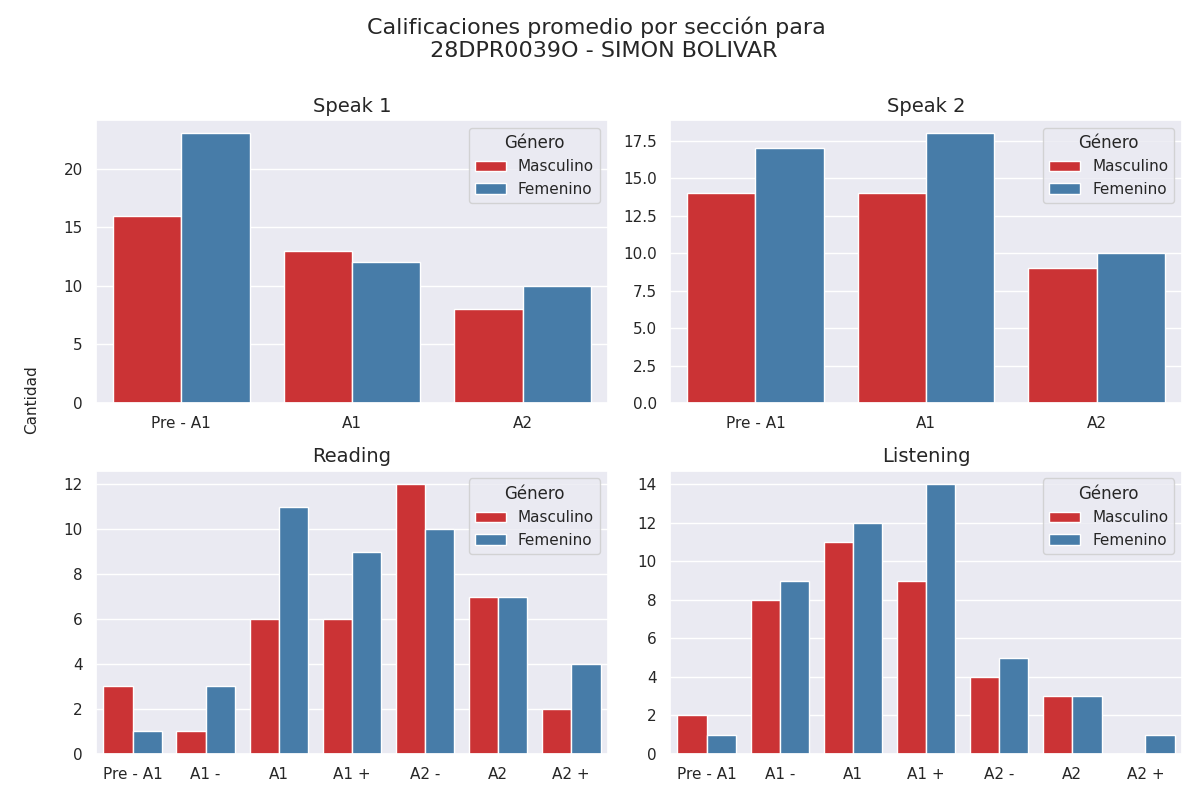 Calificaciones promedio por sección para
28DPR0039O - SIMON BOLIVAR
Cantidad
Speak 1
20
15
10
5
0
Pre - A1 A1 A2
Género
Masculino
Femenino
Speak 2
17.5
15.0
12.5
10.0
7.5
5.0
2.5
0.0
Pre - A1 A1 A2
Género
Masculino
Femenino
Reading
12
10
8
6
4
2
0
Pre - A1 A1 - A1 A1 + A2 - A2 A2 +
Género
Masculino
Femenino
Listening
14
12
10
8
6
4
2
0
Pre - A1 A1 - A1 A1 + A2 - A2 A2 +
Género
Masculino
Femenino